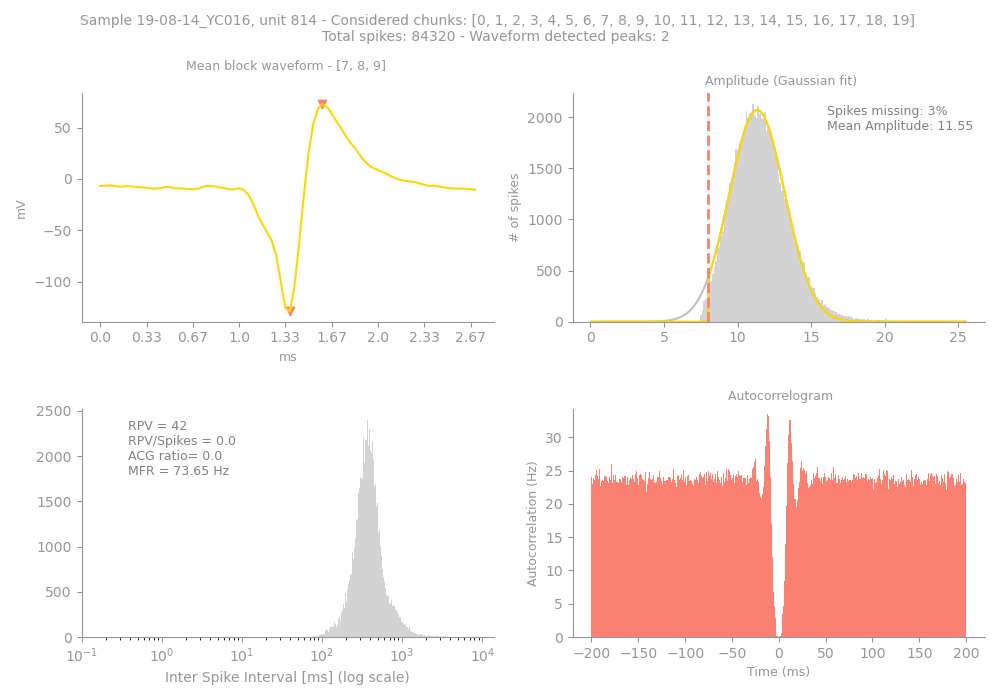 Sample 19-08-14_YC016, unit 814 - Considered chunks: [0, 1, 2, 3, 4, 5, 6, 7, 8, 9, 10, 11, 12, 13, 14, 15, 16, 17, 18, 19]
Total spikes: 84320 - Waveform detected peaks: 2
Mean block waveform - [7, 8, 9]
50
0
−50
−100
mV
0.0 0.33 0.67 1.0 1.33 1.67 2.0 2.33 2.67
ms
Amplitude (Gaussian fit)
Spikes missing: 3%
Mean Amplitude: 11.55
2000
1500
1000
500
0
# of spikes
0 5 10 15 20 25
2500
2000
1500
1000
500
0
RPV = 42
RPV/Spikes = 0.0
ACG ratio= 0.0
MFR = 73.65 Hz
10⁻¹ 10⁰ 10¹ 10² 10³ 10⁴
Inter Spike Interval [ms] (log scale)
Autocorrelogram
30
25
20
15
10
5
0
Autocorrelation (Hz)
−200 −150 −100 −50 0 50 100 150 200
Time (ms)